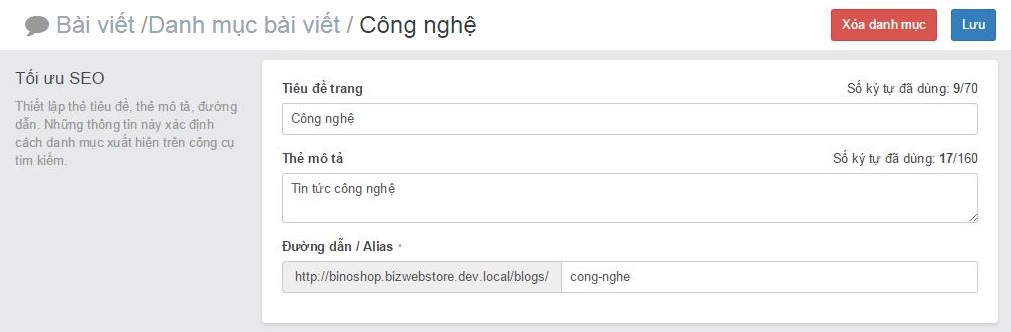 Bài viết /Danh mục bài viết / Công nghệ
Xóa danh mục
Lưu
Tối ưu SEO
Thiết lập thẻ tiêu đề, thẻ mô tả, đường
dẫn. Những thông tin này xác định
cách danh mục xuất hiện trên công cụ
tìm kiếm.
Tiêu đề trang
Số ký tự đã dùng: 9/70
Công nghệ
Thẻ mô tả
Số ký tự đã dùng: 17/160
Tin tức công nghệ
Đường dẫn / Alias *
http://binoshop.bizwebstore.dev.local/blogs/
cong-nghe